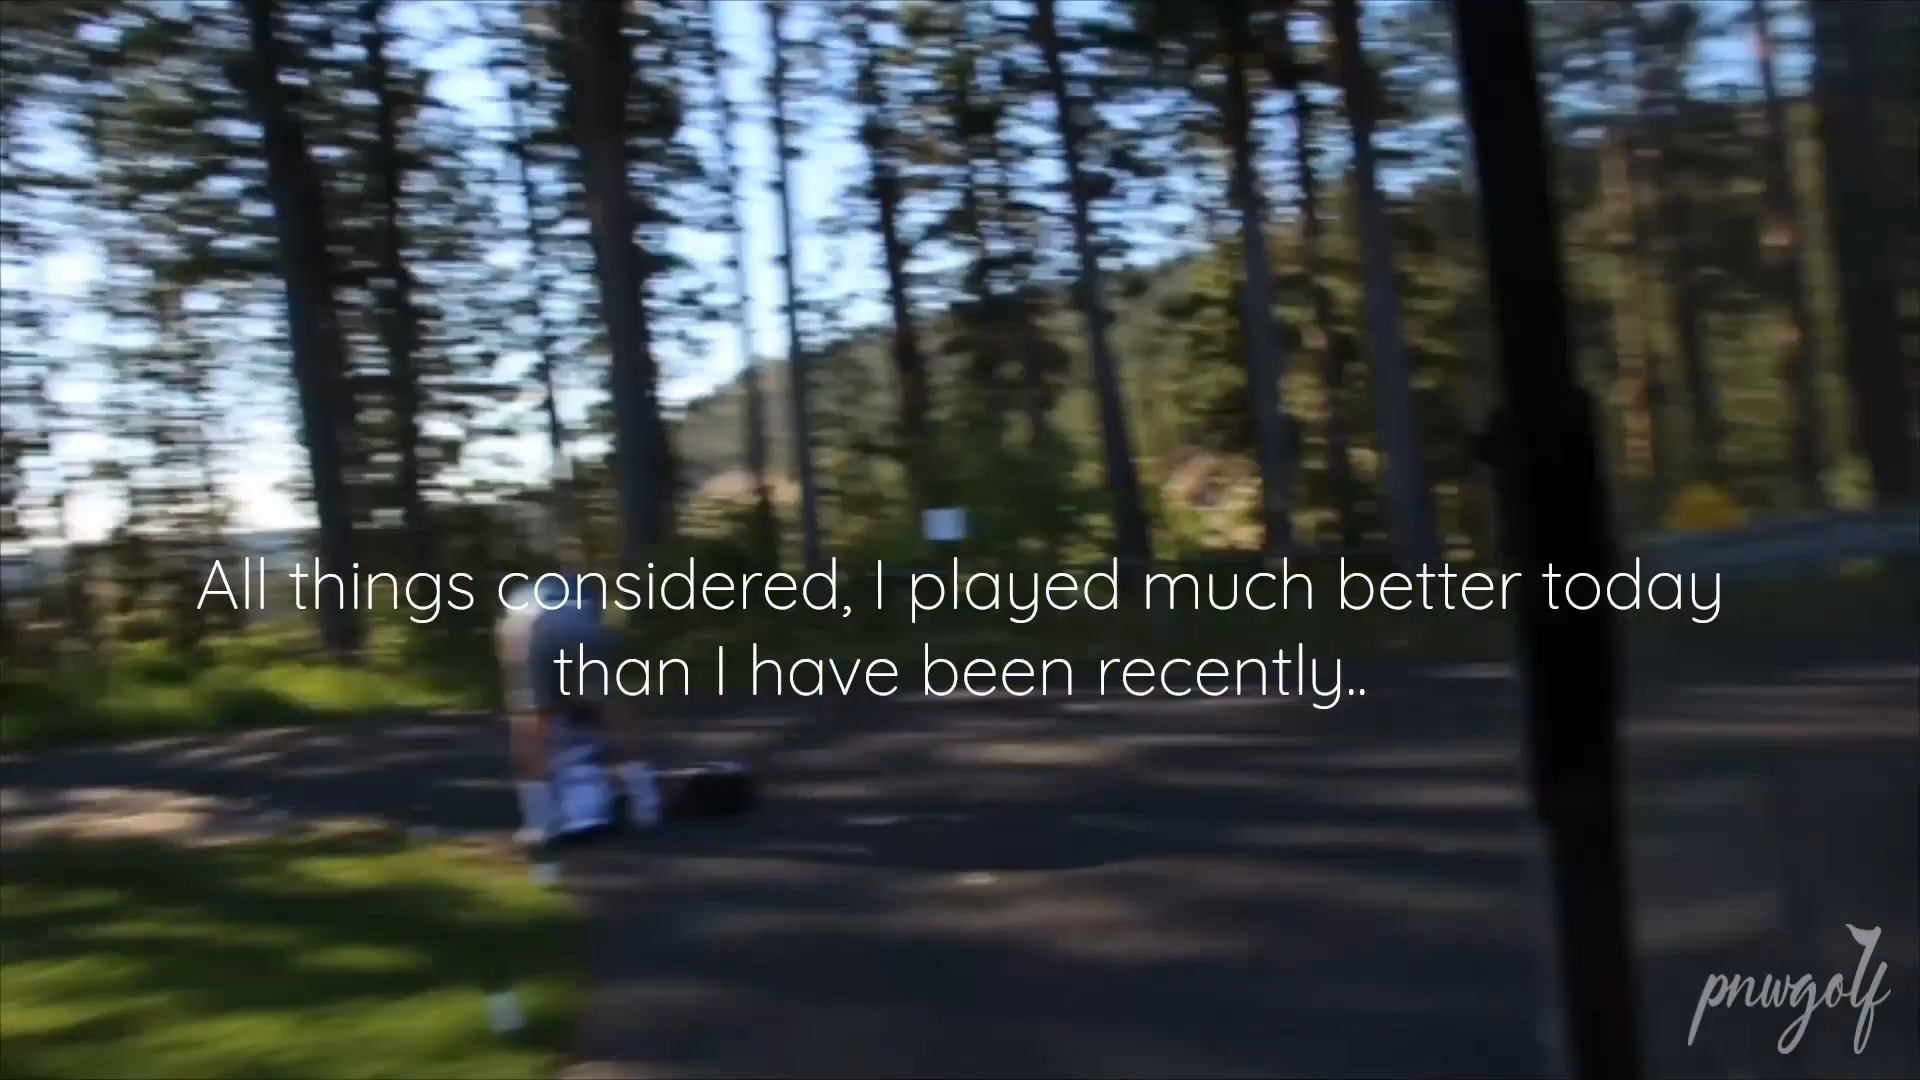 All things considered, I played much better today
than I have been recently..
pnwgolf